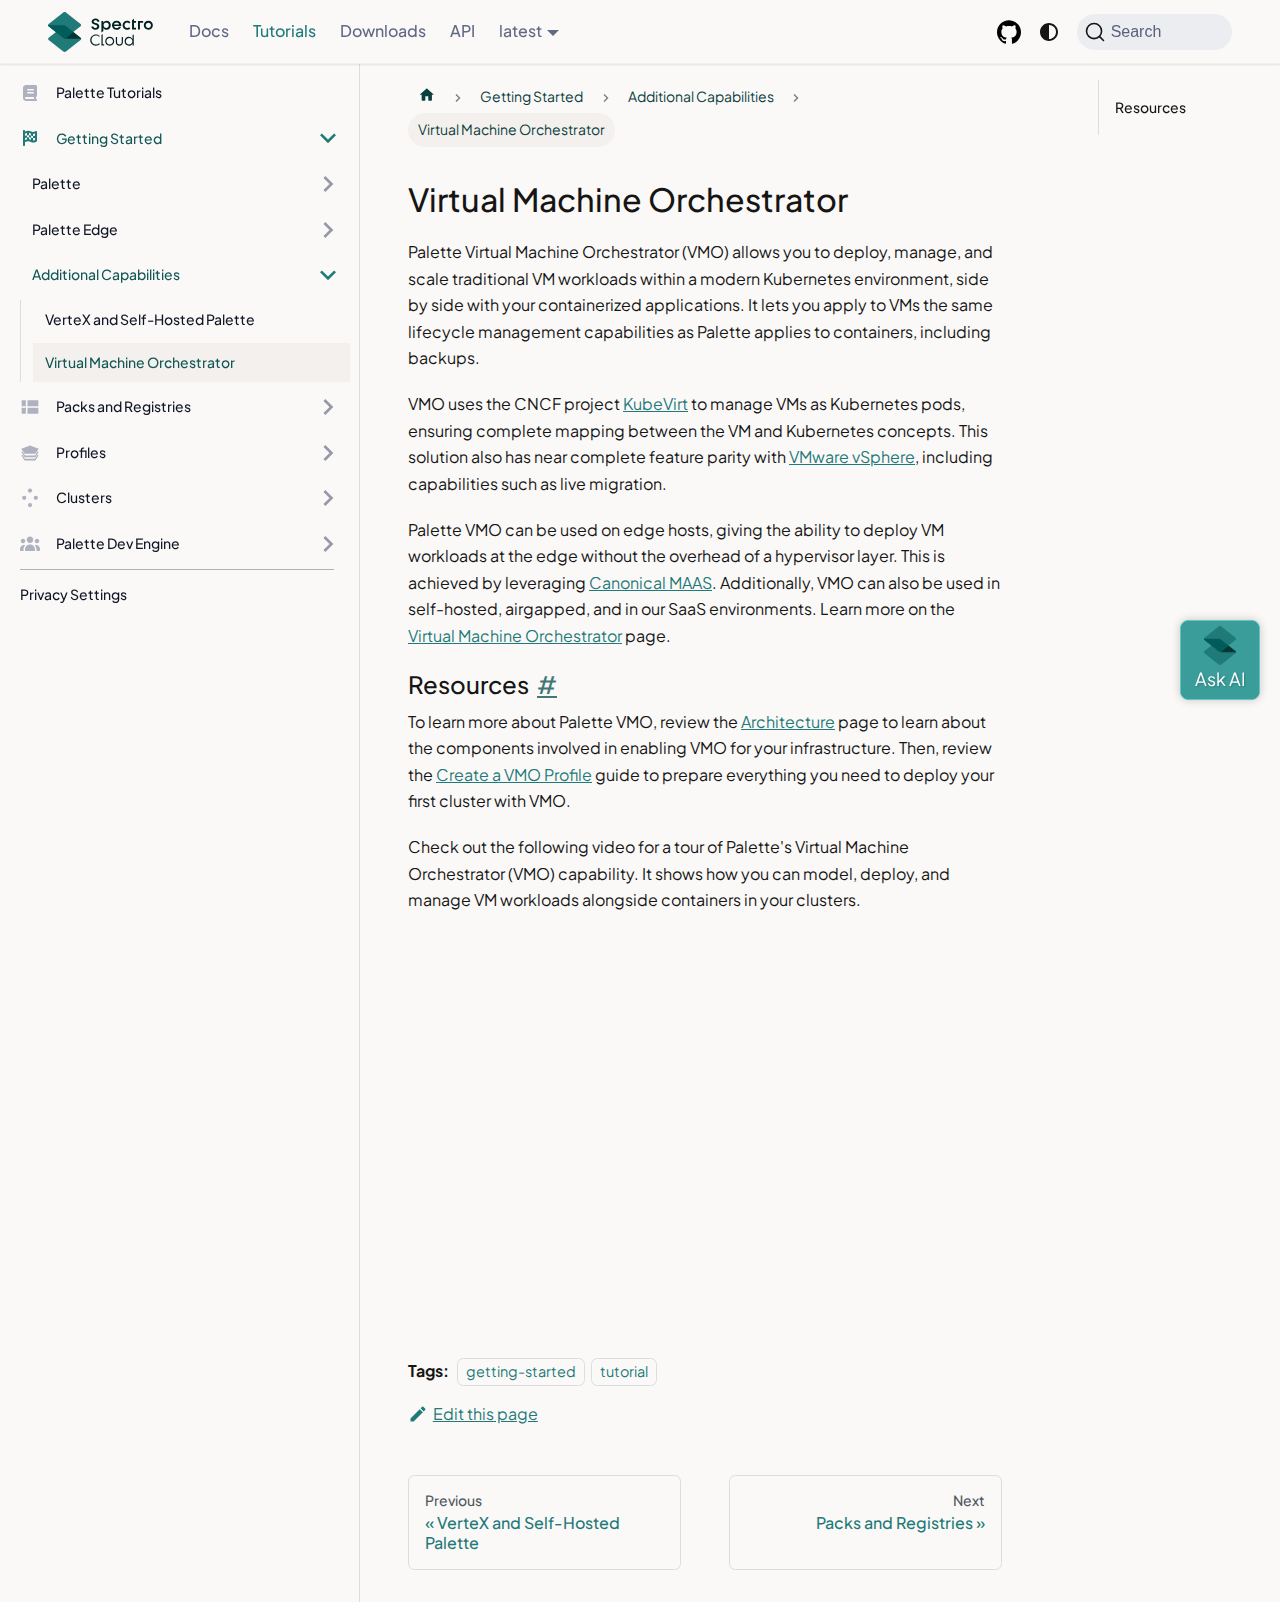 Spectro
Cloud
Docs
Tutorials
Downloads
API
latest
Search
Palette Tutorials
Getting Started
Palette
Palette Edge
Additional Capabilities
VerteX and Self-Hosted Palette
Virtual Machine Orchestrator
Packs and Registries
Profiles
Clusters
Palette Dev Engine
Privacy Settings
Getting Started
Additional Capabilities
Virtual Machine Orchestrator
Virtual Machine Orchestrator
Palette Virtual Machine Orchestrator (VMO) allows you to deploy, manage, and
scale traditional VM workloads within a modern Kubernetes environment, side
by side with your containerized applications. It lets you apply to VMs the same
lifecycle management capabilities as Palette applies to containers, including
backups.
VMO uses the CNCF project KubeVirt to manage VMs as Kubernetes pods,
ensuring complete mapping between the VM and Kubernetes concepts. This
solution also has near complete feature parity with VMware vSphere, including
capabilities such as live migration.
Palette VMO can be used on edge hosts, giving the ability to deploy VM
workloads at the edge without the overhead of a hypervisor layer. This is
achieved by leveraging Canonical MAAS. Additionally, VMO can also be used in
self-hosted, airgapped, and in our SaaS environments. Learn more on the
Virtual Machine Orchestrator page.
Resources #
To learn more about Palette VMO, review the Architecture page to learn about
the components involved in enabling VMO for your infrastructure. Then, review
the Create a VMO Profile guide to prepare everything you need to deploy your
first cluster with VMO.
Check out the following video for a tour of Palette's Virtual Machine
Orchestrator (VMO) capability. It shows how you can model, deploy, and
manage VM workloads alongside containers in your clusters.
Tags: getting-started tutorial
Edit this page
Previous
« VerteX and Self-Hosted
Palette
Next
Packs and Registries »
Resources
Ask AI